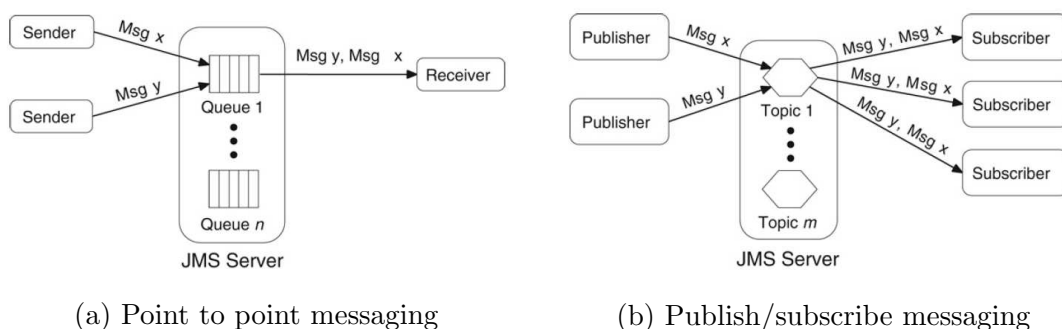 Sender
Msg x
Msg y, Msg x
Receiver
Sender
Msg y
Queue 1
Queue n
JMS Server
(a) Point to point messaging
Publisher
Msg x
Msg y, Msg x
Subscriber
Publisher
Msg y
Topic 1
Msg y, Msg x
Subscriber
Msg y, Msg x
Subscriber
Topic m
JMS Server
(b) Publish/subscribe messaging